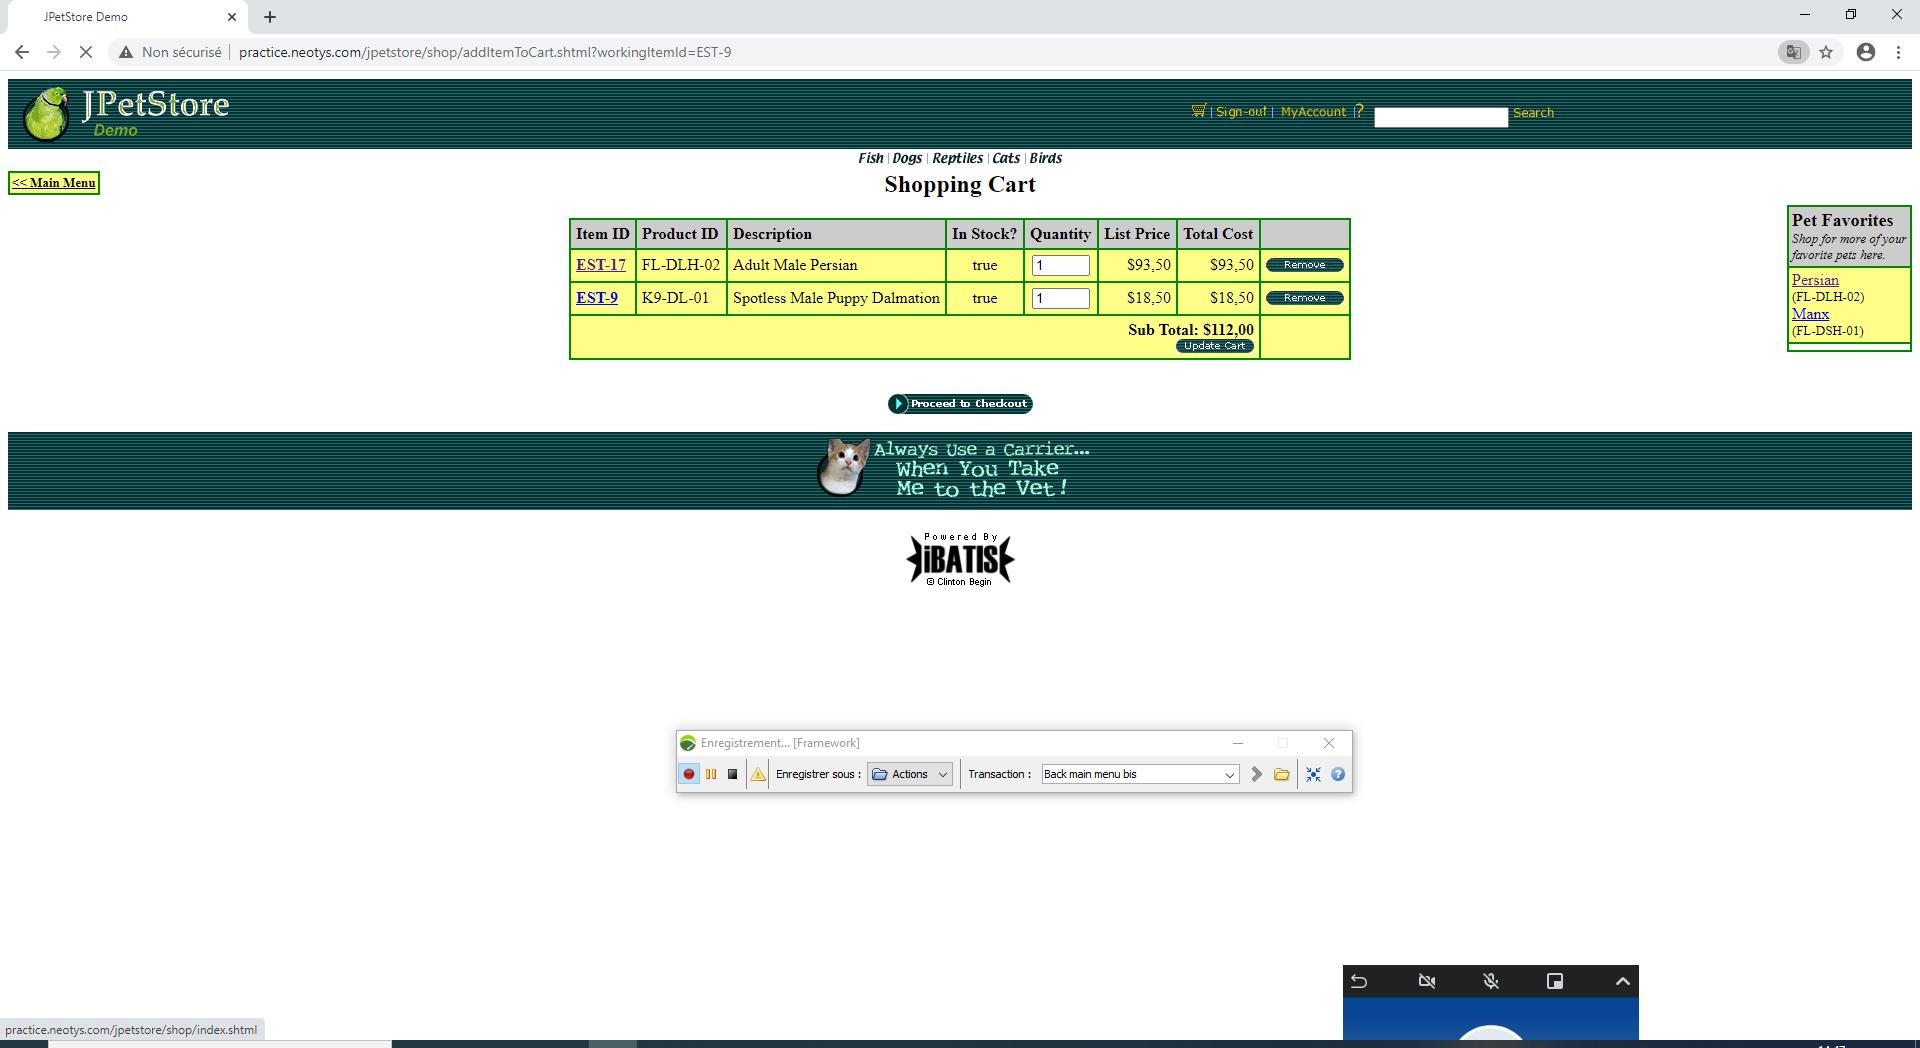 JPetStore Demo
Non sécurisé
practice.neotys.com/jpetstore/shop/addItemToCart.shtml?workingItemId=EST-9
JPetStore
Demo
| Sign-out | MyAccount | ?
Search
Fish | Dogs | Reptiles | Cats | Birds
<< Main Menu
Shopping Cart
Item ID Product ID Description In Stock? Quantity List Price Total Cost
EST-17 FL-DLH-02 Adult Male Persian true 1 $93,50 $93,50 Remove
EST-9 K9-DL-01 Spotless Male Puppy Dalmation true 1 $18,50 $18,50 Remove
Sub Total: $112,00
Update Cart
Pet Favorites
Shop for more of your
favorite pets here.
Persian
(FL-DLH-02)
Manx
(FL-DSH-01)
Proceed to Checkout
Always Use a Carrier...
When You Take
Me to the Vet!
Powered By
iBATIS
© Clinton Begin
Enregistrement... [Framework]
Enregistrer sous : Actions Transaction : Back main menu bis
practice.neotys.com/jpetstore/shop/index.shtml